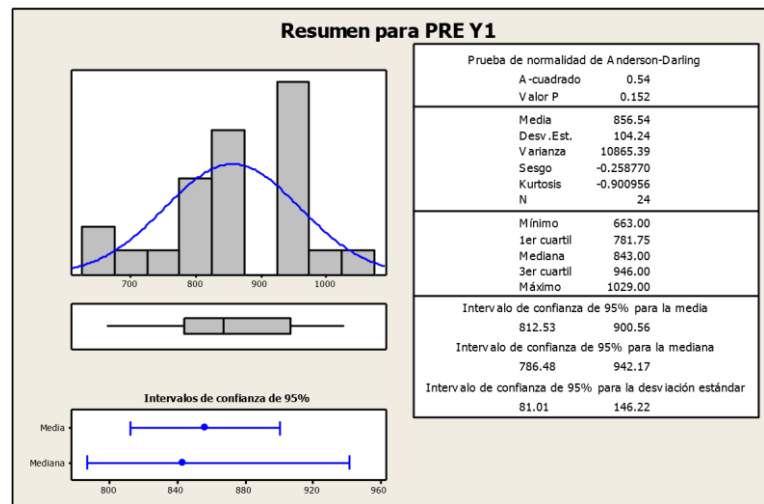 Resumen para PRE Y1
700 800 900 1000
Intervalos de confianza de 95%
Media
Mediana
800 840 880 920 960
Prueba de normalidad de Anderson-Darling
A-cuadrado 0.54
Valor P 0.152
Media 856.54
Desv.Est. 104.24
Varianza 10865.39
Sesgo -0.258770
Kurtosis -0.900956
N 24
Mínimo 663.00
1er cuartil 781.75
Mediana 843.00
3er cuartil 946.00
Máximo 1029.00
Intervalo de confianza de 95% para la media
812.53 900.56
Intervalo de confianza de 95% para la mediana
786.48 942.17
Intervalo de confianza de 95% para la desviación estándar
81.01 146.22